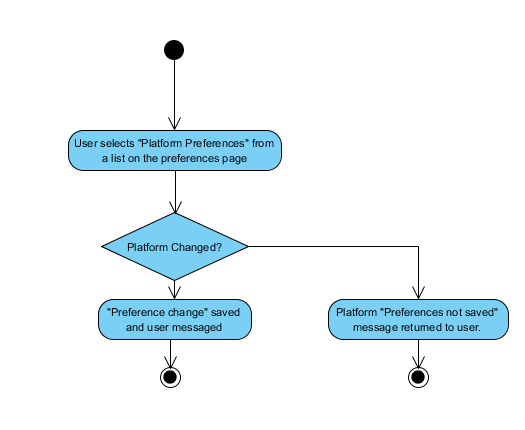 User selects "Platform Preferences" from
a list on the preferences page
Platform Changed?
"Preference change" saved
and user messaged
Platform "Preferences not saved"
message returned to user.